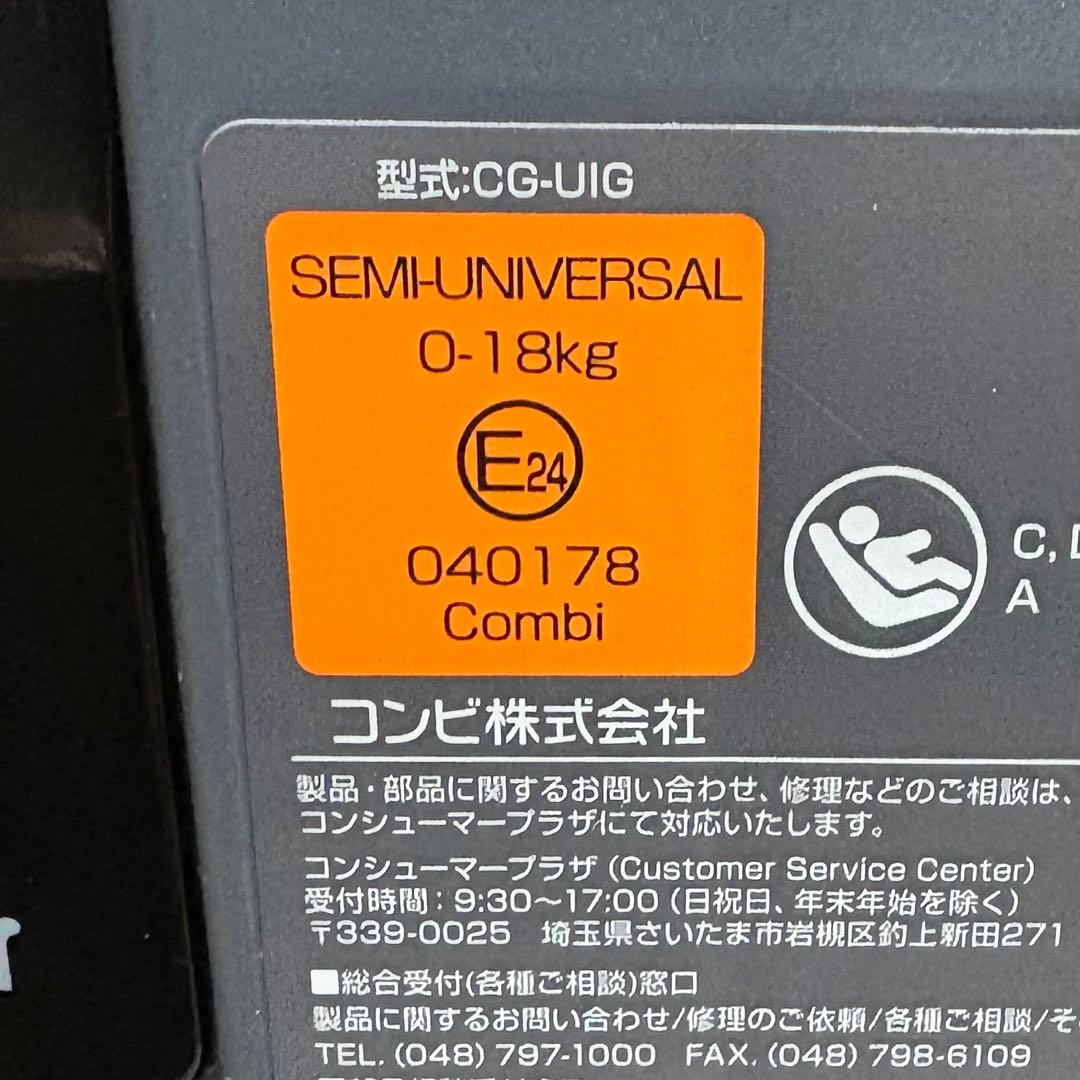 型式:CG-UIG
SEMI-UNIVERSAL
0-18kg
E24
040178
Combi
C,
A
コンビ株式会社
製品・部品に関するお問い合わせ、修理などのご相談は、
コンシューマープラザにて対応いたします。
コンシューマープラザ (Customer Service Center)
受付時間：9:30〜17:00 (日祝日、年末年始を除く)
〒339-0025 埼玉県さいたま市岩槻区釣上新田271
■総合受付(各種ご相談)窓口
製品に関するお問い合わせ/修理のご依頼/各種ご相談/そ
TEL. (048) 797-1000 FAX. (048) 798-6109